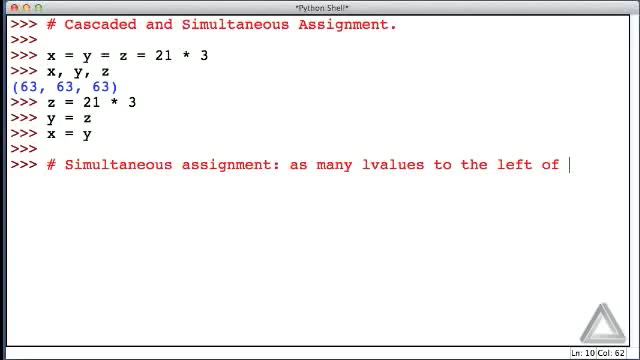 *Python Shell*
>>> # Cascaded and Simultaneous Assignment.
>>>
>>> x = y = z = 21 * 3
>>> x, y, z
(63, 63, 63)
>>> z = 21 * 3
>>> y = z
>>> x = y
>>>
>>> # Simultaneous assignment: as many lvalues to the left of
Ln: 10 Col: 62